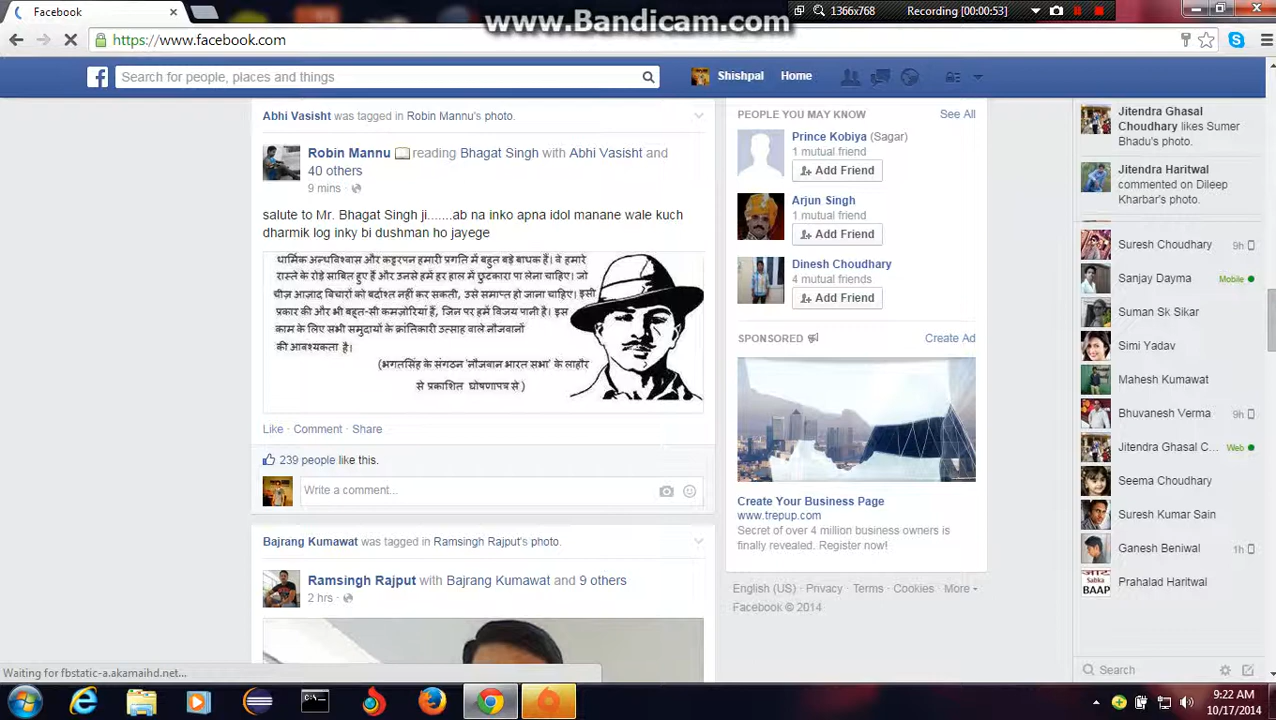 Facebook
www.Bandicam.com
1366x768
Recording [00:00:53]
https://www.facebook.com
Search for people, places and things
Shishpal
Home
Abhi Vasisht was tagged in Robin Mannu's photo.
Robin Mannu reading Bhagat Singh with Abhi Vasisht and
40 others
9 mins
salute to Mr. Bhagat Singh ji.......ab na inko apna idol manane wale kuch
dharmik log inky bi dushman ho jayege
धार्मिक अन्धविश्वास और कट्टरपन हमारी प्रगति में बहुत बड़े बाधक हैं। वे हमारे
रास्ते के रोड़े साबित हुए हैं और उनसे हमें हर हाल में छुटकारा पा लेना चाहिए। जो
चीज़ आज़ाद विचारों को बर्दाश्त नहीं कर सकती, उसे समाप्त हो जाना चाहिए। इसी
प्रकार की और भी बहुत-सी कमज़ोरियां हैं, जिन पर हमें विजय पानी है। इस
काम के लिए सभी समुदायों के क्रांतिकारी उत्साह वाले नौजवानों
की आवश्यकता है।
(भगतसिंह के संगठन 'नौजवान भारत सभा' के लाहौर
से प्रकाशित घोषणापत्र से )
Like Comment Share
239 people like this.
Write a comment...
Bajrang Kumawat was tagged in Ramsingh Rajput's photo.
Ramsingh Rajput with Bajrang Kumawat and 9 others
2 hrs
PEOPLE YOU MAY KNOW
See All
Prince Kobiya (Sagar)
1 mutual friend
Add Friend
Arjun Singh
1 mutual friend
Add Friend
Dinesh Choudhary
4 mutual friends
Add Friend
SPONSORED
Create Ad
Create Your Business Page
www.trepup.com
Secret of over 4 million business owners is
finally revealed. Register now!
English (US) · Privacy · Terms · Cookies · More
Facebook © 2014
Jitendra Ghasal
Choudhary likes Sumer
Bhadu's photo.
Jitendra Haritwal
commented on Dileep
Kharbar's photo.
Suresh Choudhary 9h
Sanjay Dayma Mobile
Suman Sk Sikar
Simi Yadav
Mahesh Kumawat
Bhuvanesh Verma 9h
Jitendra Ghasal C... Web
Seema Choudhary
Suresh Kumar Sain
Ganesh Beniwal 1h
जाट
Sabka
BAAP
Prahalad Haritwal
Search
Waiting for fbstatic-a.akamaihd.net...
9:22 AM
10/17/2014